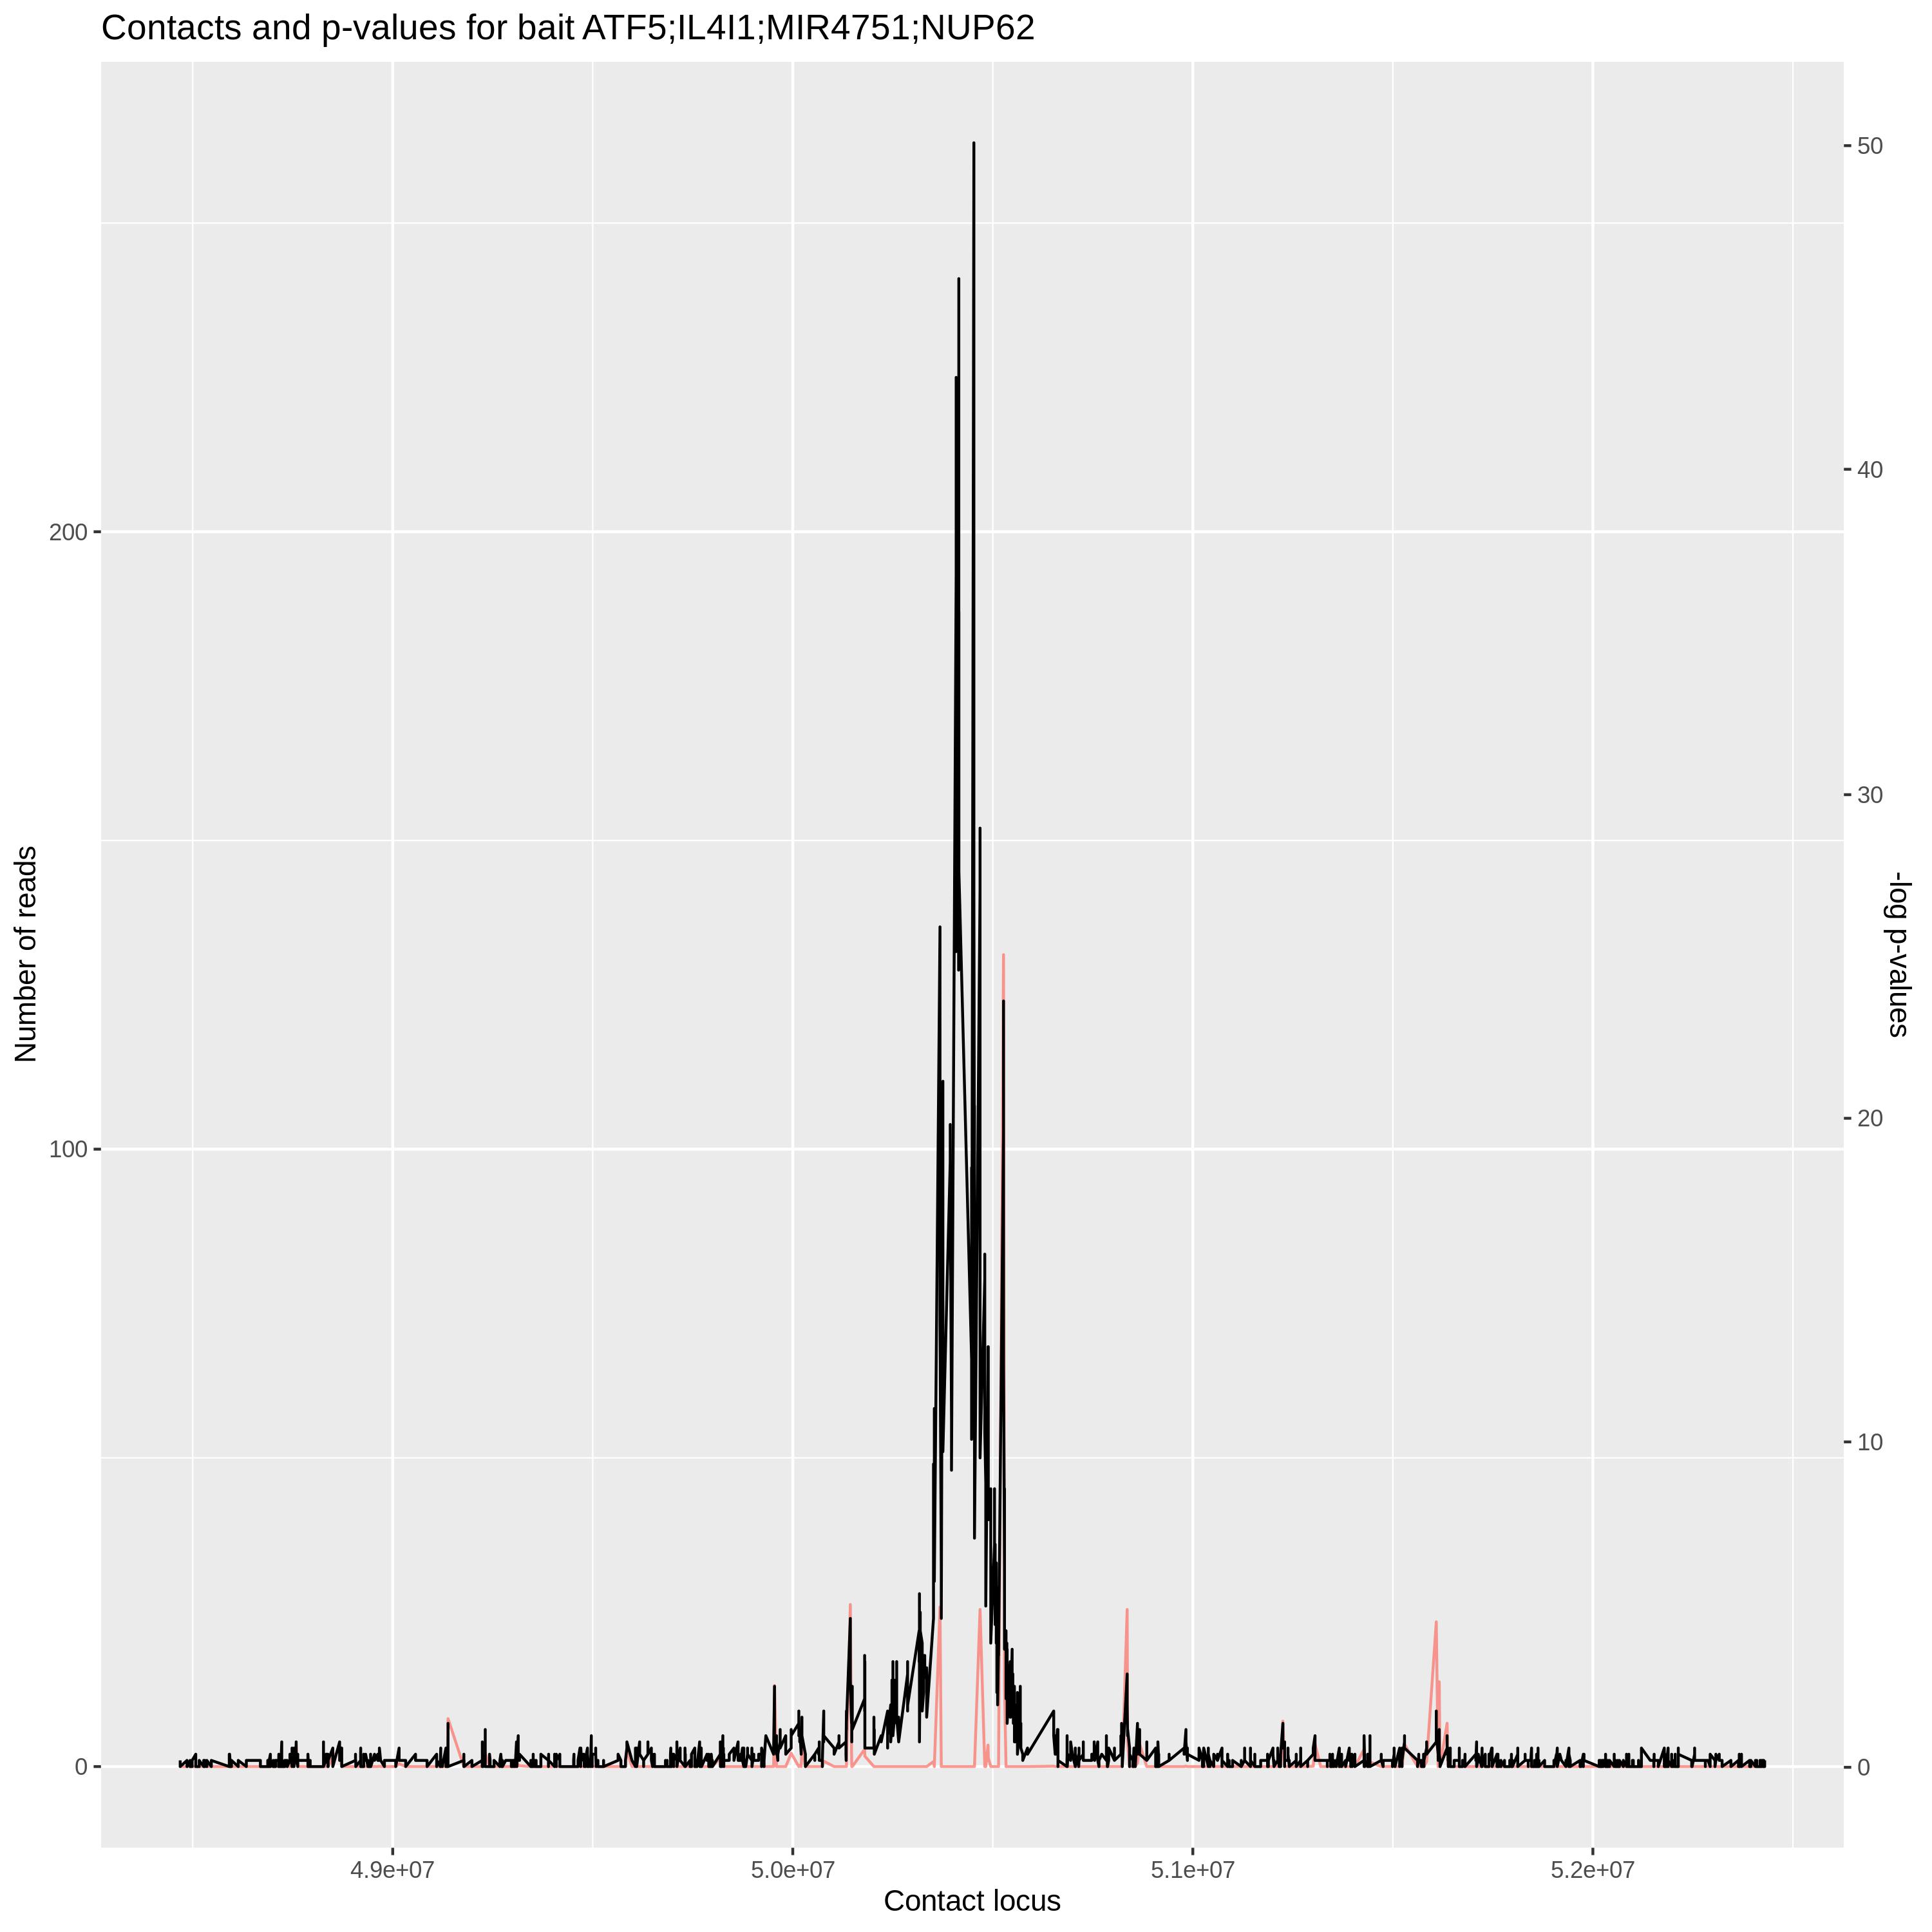 Contacts and p-values for bait ATF5;IL4I1;MIR4751;NUP62
50
40
200
30
Number of reads
-log p-values
20
100
10
0
0
4.9e+07
5.0e+07
5.1e+07
5.2e+07
Contact locus